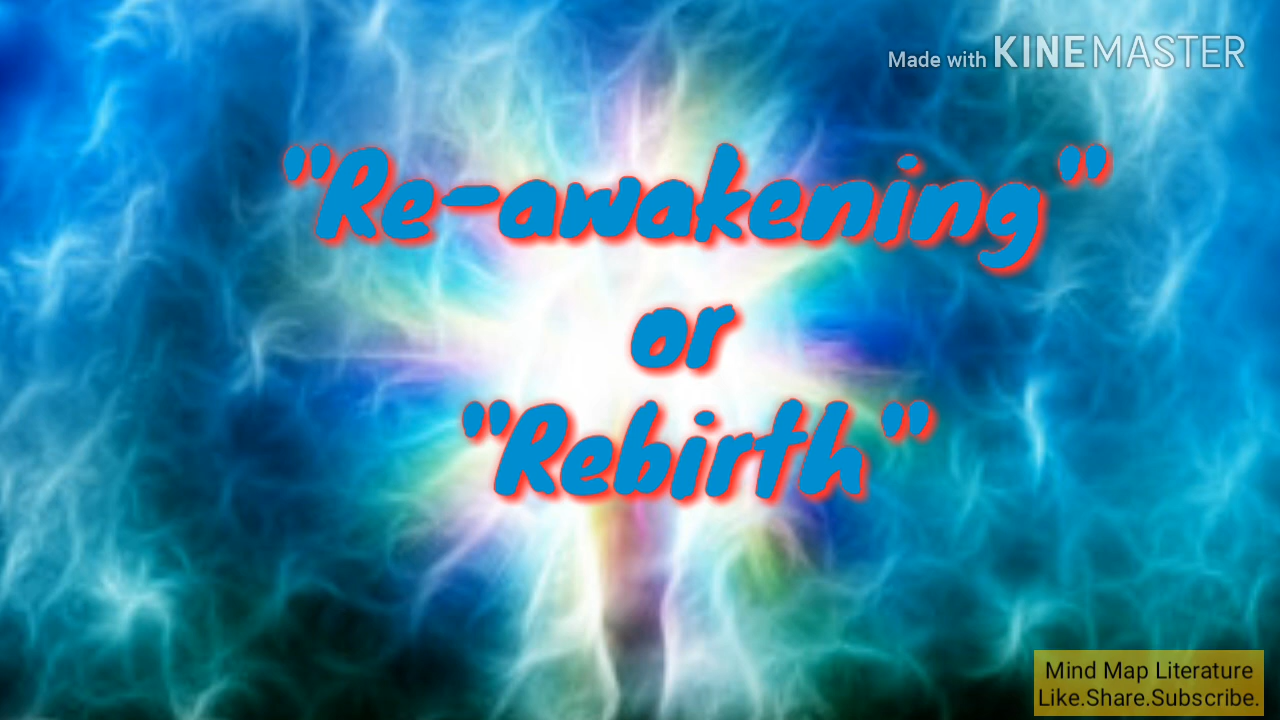 Made with KINEMASTER
"Re-awakening"
or
"Rebirth"
Mind Map Literature
Like.Share.Subscribe.